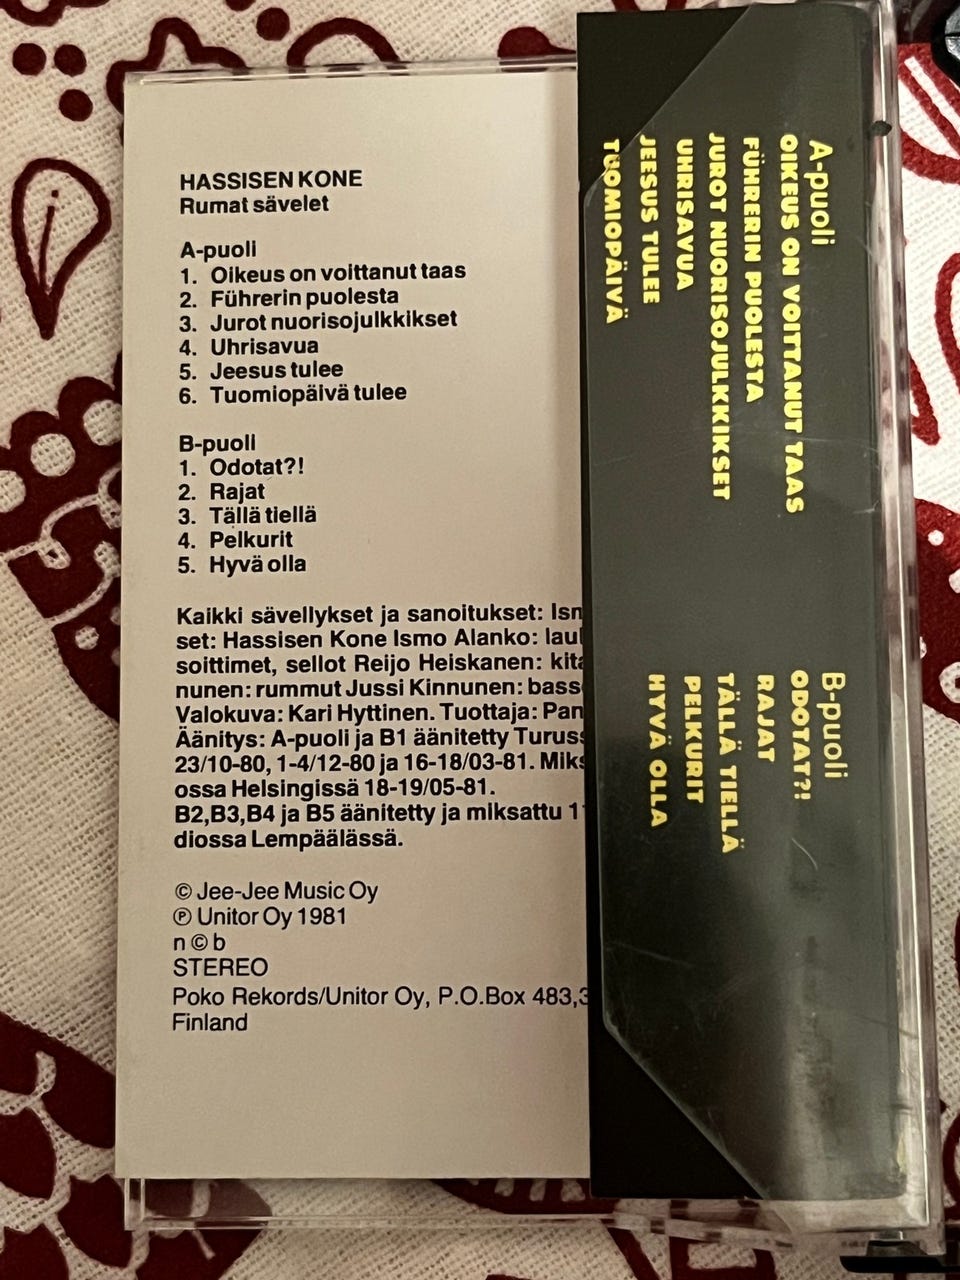 HASSISEN KONE
Rumat sävelet
A-puoli
1. Oikeus on voittanut taas
2. Führerin puolesta
3. Jurot nuorisojulkkikset
4. Uhrisavua
5. Jeesus tulee
6. Tuomiopäivä tulee
B-puoli
1. Odotat?!
2. Rajat
3. Tällä tiellä
4. Pelkurit
5. Hyvä olla
Kaikki sävellykset ja sanoitukset:
set: Hassisen Kone Ismo Alanko:
soittimet, sellot Reijo Heiskanen:
nunen: rummut Jussi Kinnunen:
Valokuva: Kari Hyttinen. Tuottaja:
Äänitys: A-puoli ja B1 äänitetty
23/10-80, 1-4/12-80 ja 16-18/03-81.
ossa Helsingissä 18-19/05-81.
B2,B3,B4 ja B5 äänitetty ja miksattu
diossa Lempäälässä.
© Jee-Jee Music Oy
℗ Unitor Oy 1981
n © b
STEREO
Poko Rekords/Unitor Oy, P.O.Box 483,
Finland
A-puoli
OIKEUS ON VOITTANUT TAAS
FÜHRERIN PUOLESTA
JUROT NUORISOJULKKIKSET
UHRISAVUA
JEESUS TULEE
TUOMIOPÄIVÄ
B-puoli
ODOTAT?!
RAJAT
TÄLLÄ TIELLÄ
PELKURIT
HYVÄ OLLA